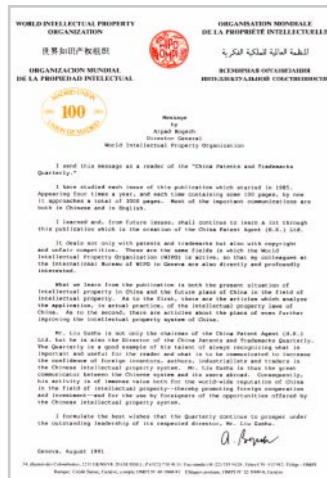 WORLD INTELLECTUAL PROPERTY
ORGANIZATION
世界知识产权组织
ORGANIZACION MUNDIAL
DE LA PROPIEDAD INTELECTUAL
ORGANISATION MONDIALE
DE LA PROPRIÉTÉ INTELLECTUELLE
المنظمة العالمية للملكية الفكرية
ВСЕМИРНАЯ ОРГАНИЗАЦИЯ
ИНТЕЛЛЕКТУАЛЬНОЙ СОБСТВЕННОСТИ
MADRID UNION
100
UNION DE MADRID
Message
by
Arpad Bogsch
Director General
World Intellectual Property Organization
I send this message as a reader of the "China Patents and Trademarks
Quarterly."
I have studied each issue of this publication which started in 1985.
Appearing four times a year, and each time containing some 100 pages, by now
it approaches a total of 3000 pages. Most of the important communications are
both in Chinese and in English.
I learned and, from future issues, shall continue to learn a lot through
this publication which is the creation of the China Patent Agent (H.K.)
Ltd.
It deals not only with patents and trademarks but also with copyright
and unfair competition. These are the same fields in which the World
Intellectual Property Organization (WIPO) is active, so that my colleagues at
the International Bureau of WIPO in Geneva are also directly and profoundly
interested.
What we learn from the publication is both the present situation of
intellectual property in China and the future plans of China in the field of
intellectual property. As to the first, there are the articles which analyze
the application, in actual practice, of the intellectual property laws of
China. As to the second, there are articles about the plans of even further
improving the intellectual property system of China.
Mr. Liu Gushu is not only the chairman of the China Patent Agent (H.K.)
Ltd. but he is also the Director of the China Patents and Trademarks Quarterly.
The Quarterly is a good example of his talent of always recognizing what is
important and useful for the reader and what is to be communicated to increase
the confidence of foreign inventors, authors, industrialists and traders in
the Chinese intellectual property system. Mr. Liu Gushu is thus the great
communicator between the Chinese system and its users abroad. Consequently,
his activity is of immense value both for the world-wide reputation of China
in the field of intellectual property--thereby promoting foreign cooperation
and investment--and for the use by foreigners of the opportunities offered by
the Chinese intellectual property system.
I formulate the best wishes that the Quarterly continue to prosper under
the outstanding leadership of its respected director, Mr. Liu Gushu.
A. Bogsch
Geneva, August 1991